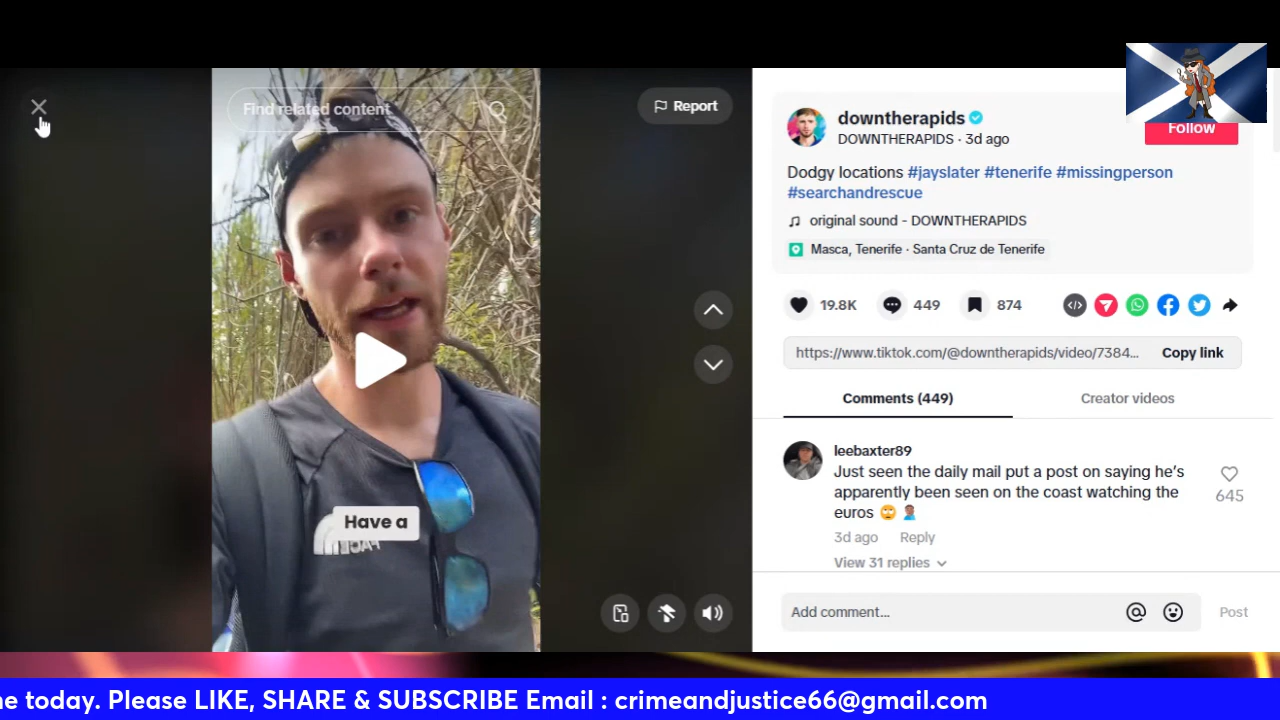 Find related content
Report
downtherapids
DOWNTHERAPIDS · 3d ago
Follow
Dodgy locations #jayslater #tenerife #missingperson
#searchandrescue
original sound - DOWNTHERAPIDS
Masca, Tenerife · Santa Cruz de Tenerife
19.8K
449
874
https://www.tiktok.com/@downtherapids/video/7384...
Copy link
Comments (449)
Creator videos
leebaxter89
Just seen the daily mail put a post on saying he's
apparently been seen on the coast watching the
euros 🙄 🤦🏾‍♂️
645
3d ago
Reply
View 31 replies
Have a
FACE
Add comment...
Post
ne today. Please LIKE, SHARE & SUBSCRIBE Email : crimeandjustice66@gmail.com